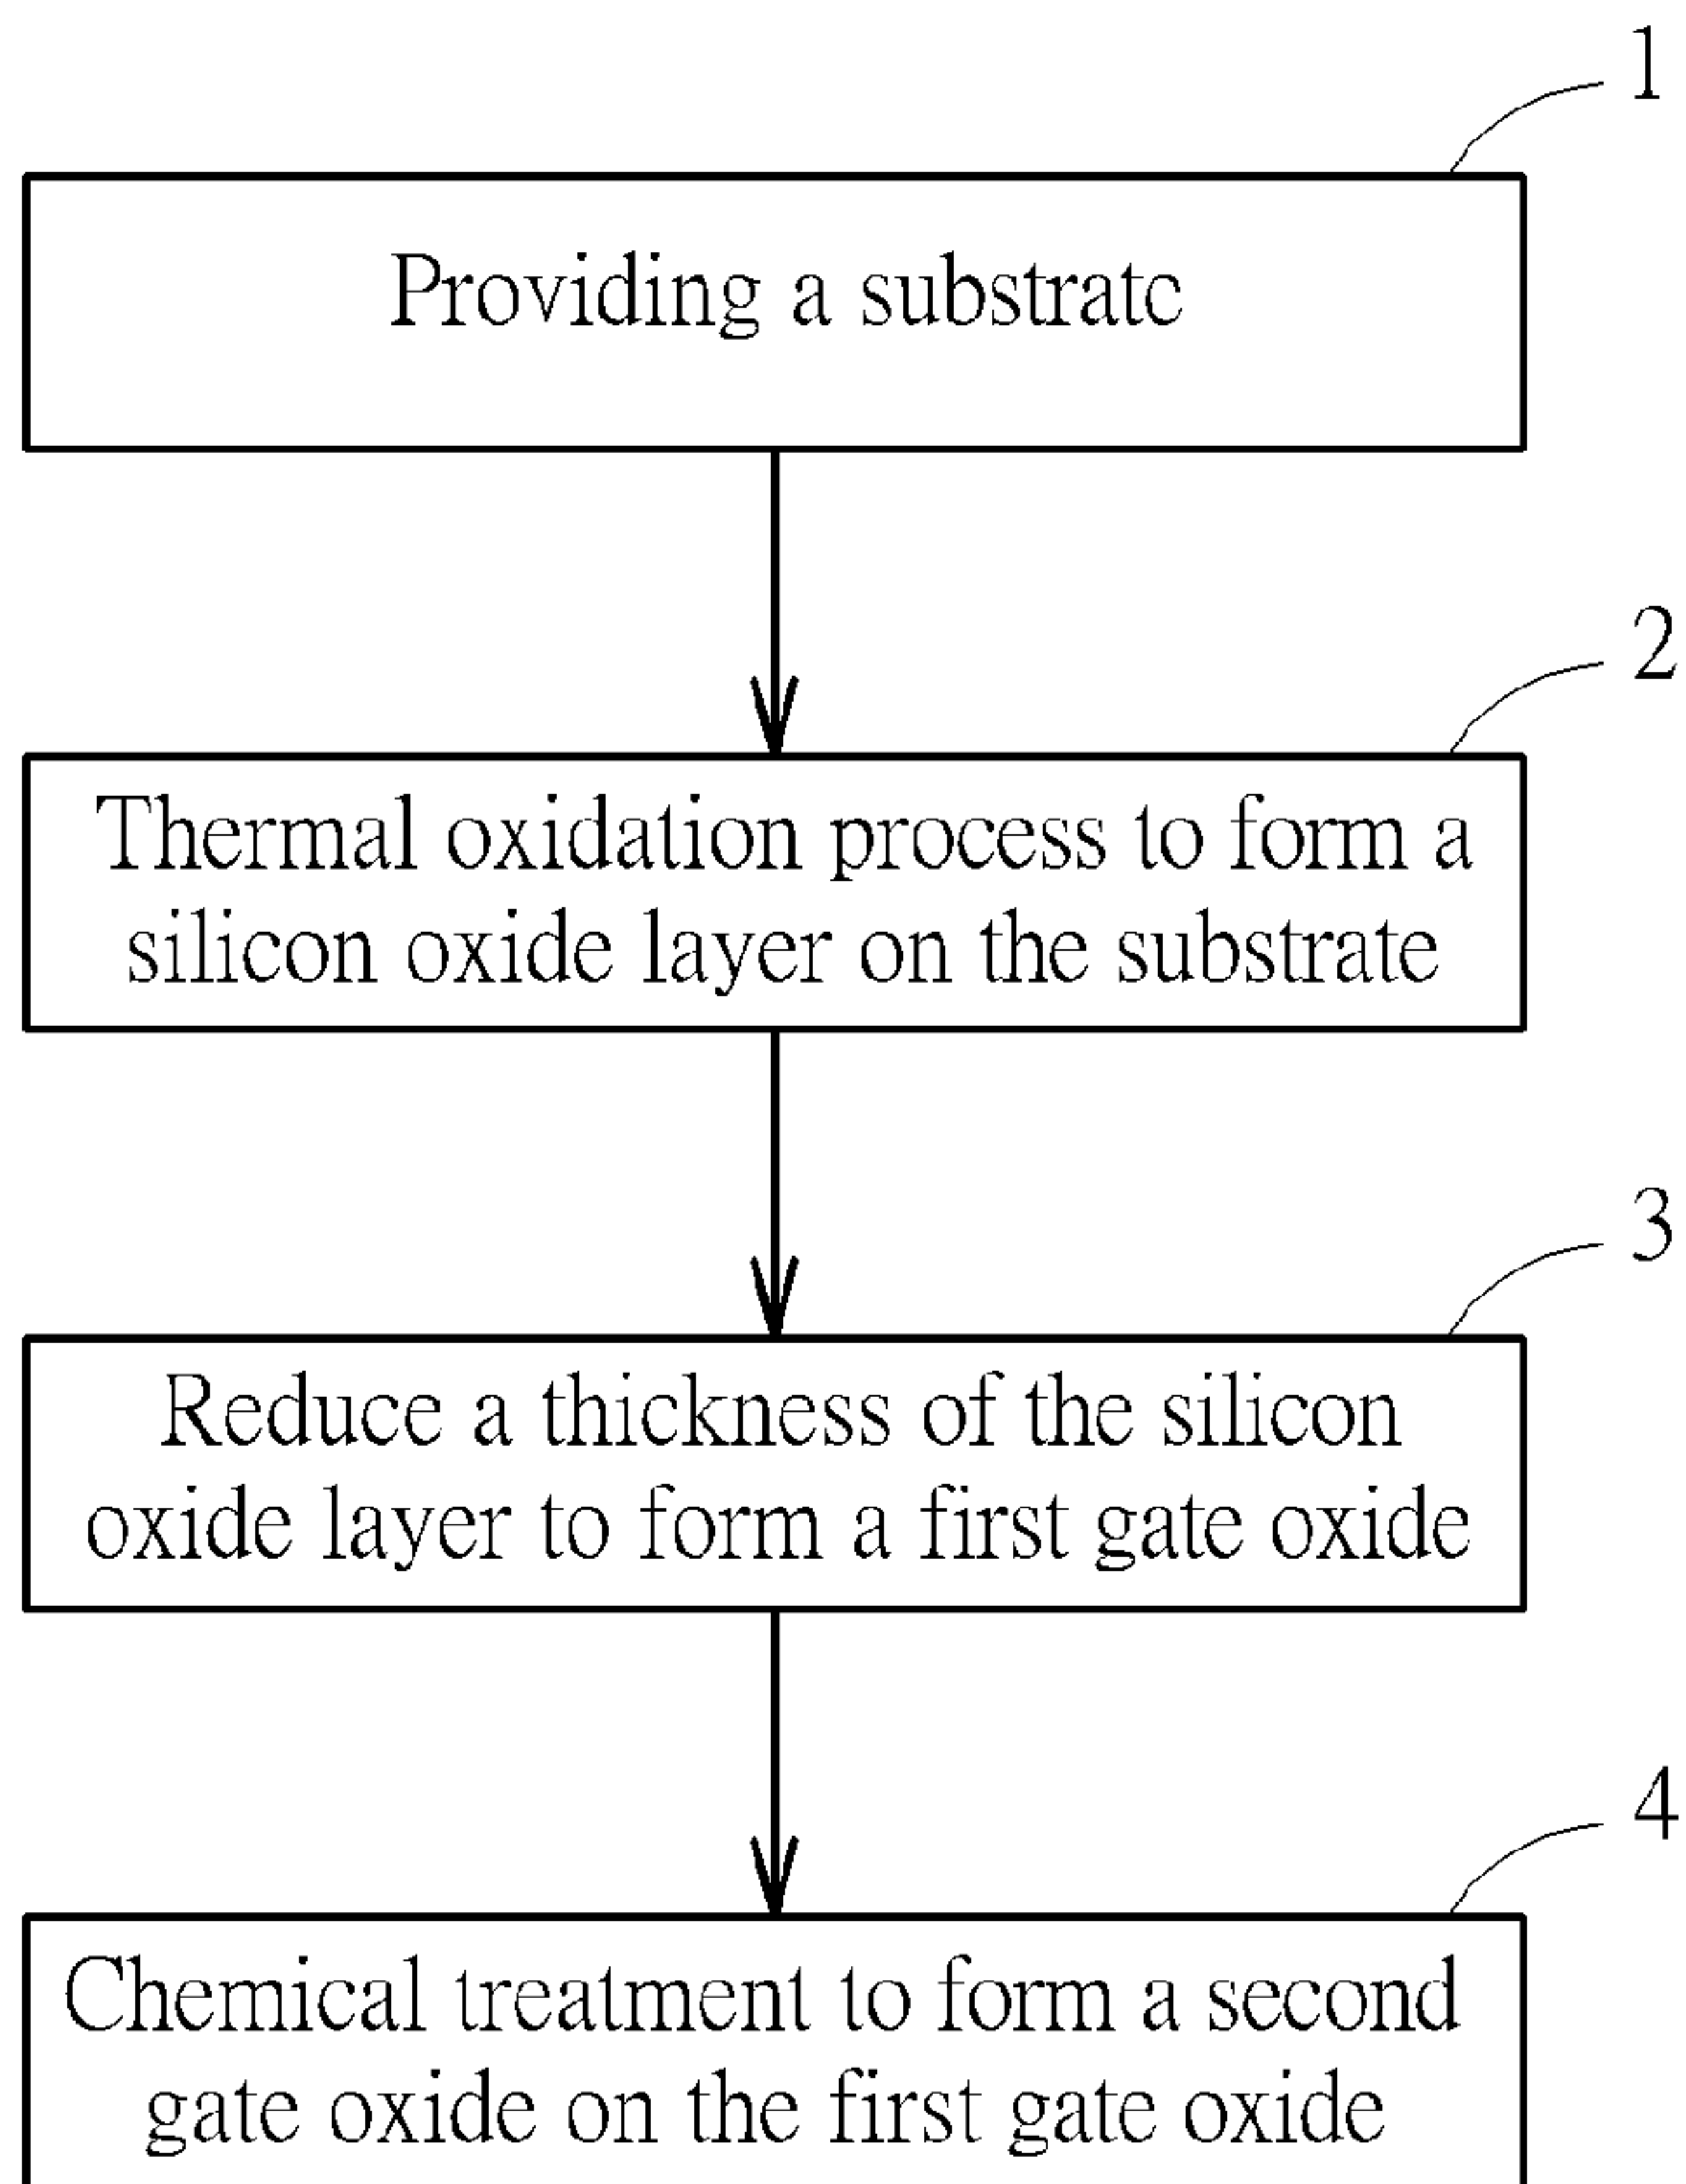 1
Providing a substrate
2
Thermal oxidation process to form a
silicon oxide layer on the substrate
3
Reduce a thickness of the silicon
oxide layer to form a first gate oxide
4
Chemical treatment to form a second
gate oxide on the first gate oxide